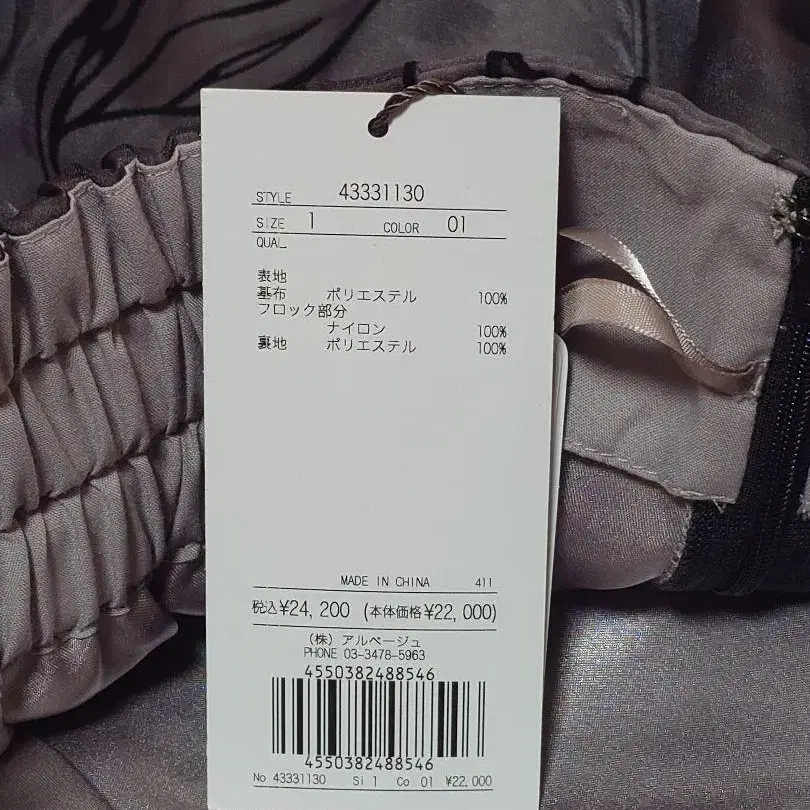 STYLE 43331130
SIZE 1 COLOR 01
QUAL
表地
基布 ポリエステル 100%
フロック部分
ナイロン 100%
裏地 ポリエステル 100%
MADE IN CHINA 411
税込¥24,200 (本体価格¥22,000)
(株) アルページュ
PHONE 03-3478-5963
4550382488546
4550382488546
No 43331130 Si 1 Co 01 ¥22,000